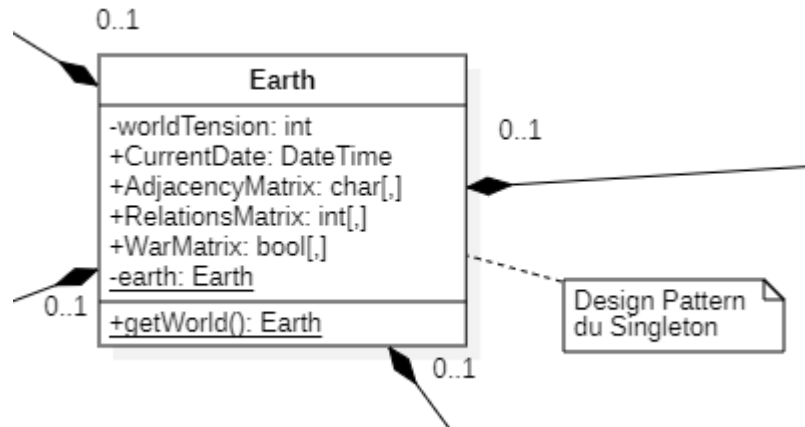 0..1
Earth
-worldTension: int
+CurrentDate: DateTime
+AdjacencyMatrix: char[,]
+RelationsMatrix: int[,]
+WarMatrix: bool[,]
-earth: Earth
+getWorld(): Earth
0..1
0..1
0..1
Design Pattern
du Singleton